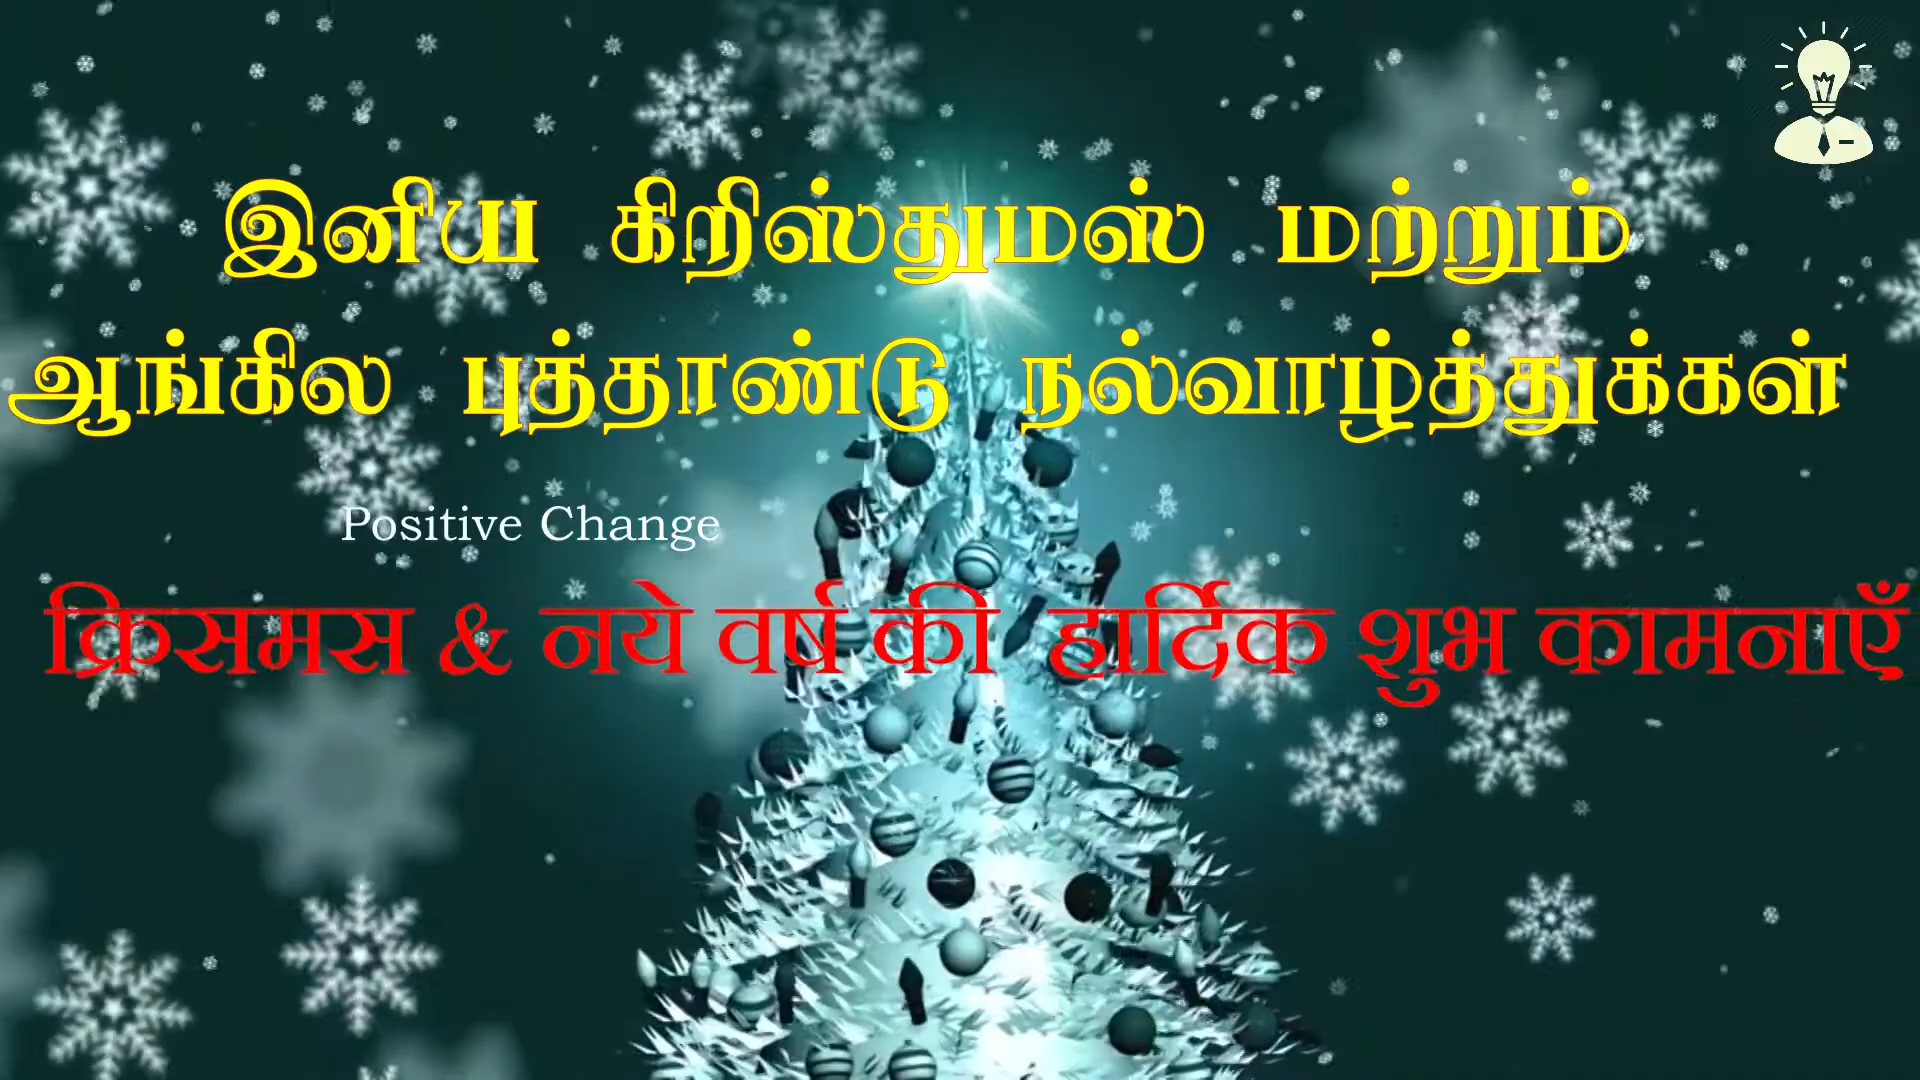 இனிய கிறிஸ்துமஸ் மற்றும்
ஆங்கில புத்தாண்டு நல்வாழ்த்துக்கள்
Positive Change
क्रिसमस & नये वर्ष की हार्दिक शुभ कामनाएँ